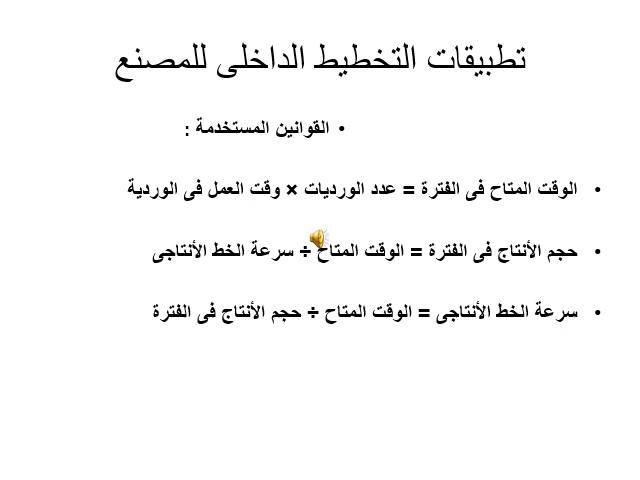 تطبيقات التخطيط الداخلى للمصنع
• القوانين المستخدمة :
• الوقت المتاح فى الفترة = عدد الورديات × وقت العمل فى الوردية
• حجم الأنتاج فى الفترة = الوقت المتاح ÷ سرعة الخط الأنتاجى
• سرعة الخط الأنتاجى = الوقت المتاح ÷ حجم الأنتاج فى الفترة